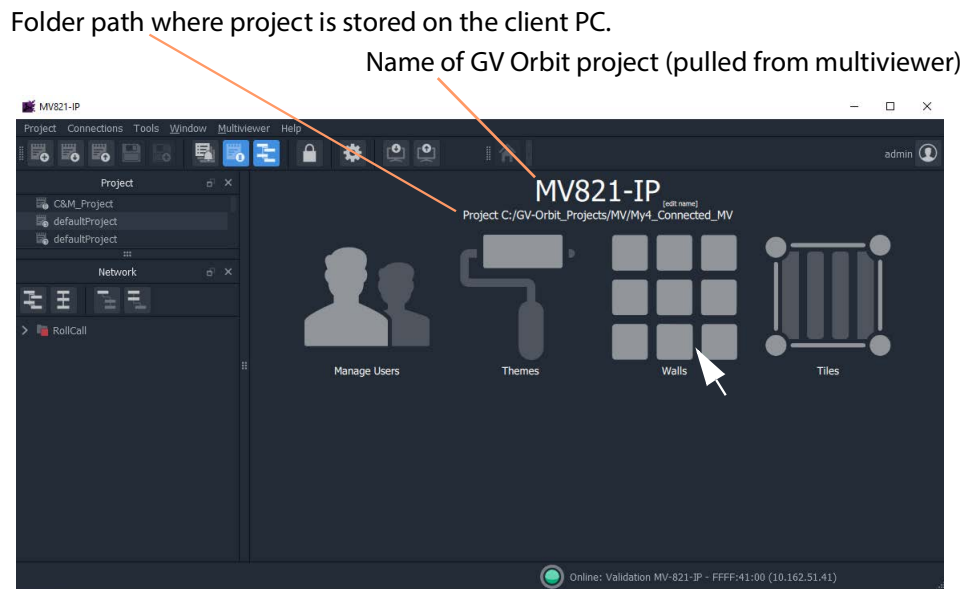 Folder path where project is stored on the client PC.
Name of GV Orbit project (pulled from multiviewer)
MV821-IP
Project Connections Tools Window Multiviewer Help
admin
Project
C&M_Project
defaultProject
defaultProject
Network
RollCall
MV821-IP [edit name]
Project C:/GV-Orbit_Projects/MV/My4_Connected_MV
Manage Users Themes Walls Tiles
Online: Validation MV-821-IP - FFFF:41:00 (10.162.51.41)